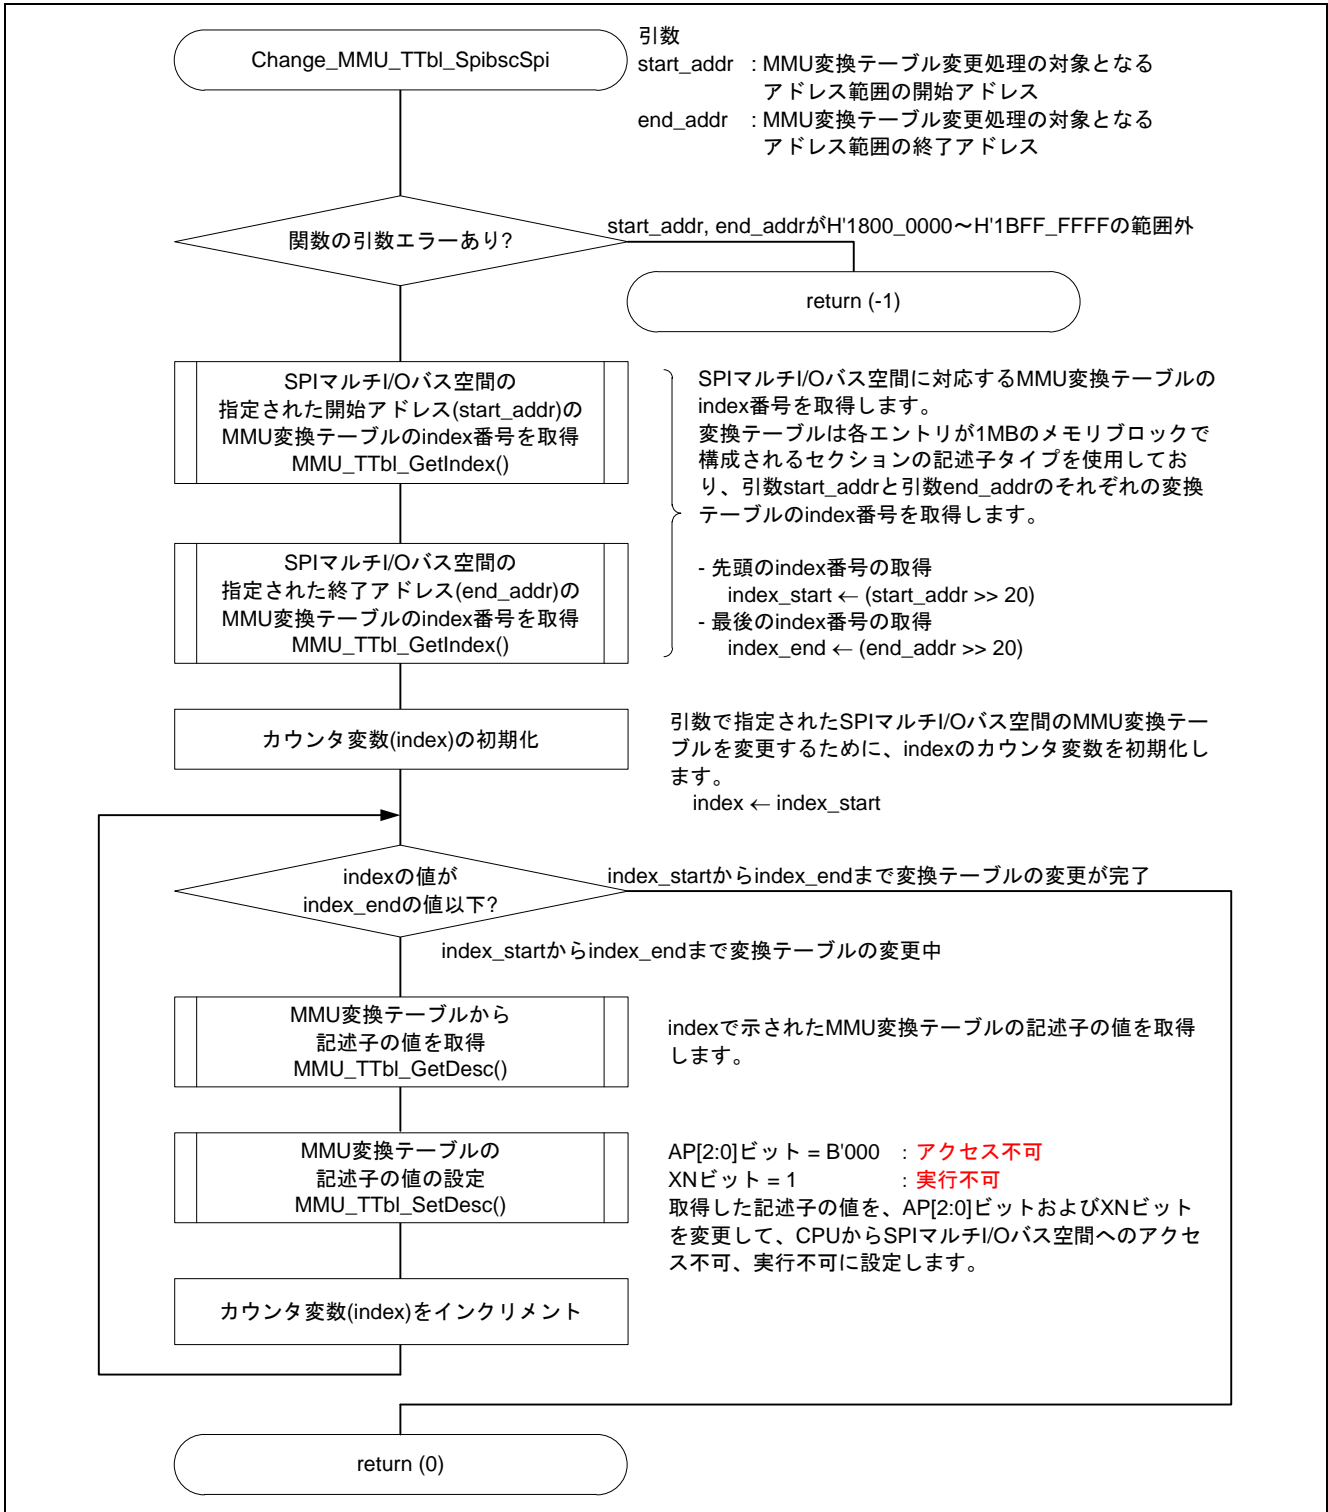 Change_MMU_TTbl_SpibscSpi
引数
start_addr : MMU変換テーブル変更処理の対象となる
アドレス範囲の開始アドレス
end_addr : MMU変換テーブル変更処理の対象となる
アドレス範囲の終了アドレス
関数の引数エラーあり?
start_addr, end_addrがH'1800_0000～H'1BFF_FFFFの範囲外
return (-1)
SPIマルチI/Oバス空間の
指定された開始アドレス(start_addr)の
MMU変換テーブルのindex番号を取得
MMU_TTbl_GetIndex()
SPIマルチI/Oバス空間の
指定された終了アドレス(end_addr)の
MMU変換テーブルのindex番号を取得
MMU_TTbl_GetIndex()
SPIマルチI/Oバス空間に対応するMMU変換テーブルの
index番号を取得します。
変換テーブルは各エントリが1MBのメモリブロックで
構成されるセクションの記述子タイプを使用してお
り、引数start_addrと引数end_addrのそれぞれの変換
テーブルのindex番号を取得します。
- 先頭のindex番号の取得
index_start ← (start_addr >> 20)
- 最後のindex番号の取得
index_end ← (end_addr >> 20)
カウンタ変数(index)の初期化
引数で指定されたSPIマルチI/Oバス空間のMMU変換テー
ブルを変更するために、indexのカウンタ変数を初期化し
ます。
index ← index_start
indexの値が
index_endの値以下?
index_startからindex_endまで変換テーブルの変更が完了
index_startからindex_endまで変換テーブルの変更中
MMU変換テーブルから
記述子の値を取得
MMU_TTbl_GetDesc()
indexで示されたMMU変換テーブルの記述子の値を取得
します。
MMU変換テーブルの
記述子の値の設定
MMU_TTbl_SetDesc()
AP[2:0]ビット = B'000 : アクセス不可
XNビット = 1 : 実行不可
取得した記述子の値を、AP[2:0]ビットおよびXNビット
を変更して、CPUからSPIマルチI/Oバス空間へのアクセ
ス不可、実行不可に設定します。
カウンタ変数(index)をインクリメント
return (0)